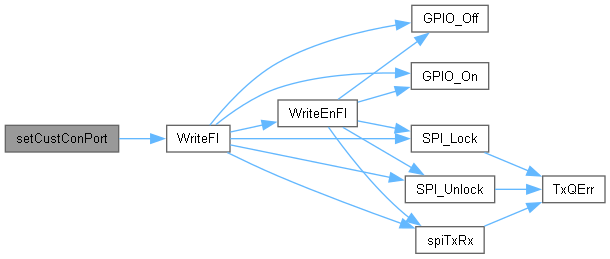 setCustConPort
WriteFl
WriteEnFl
GPIO_Off
GPIO_On
SPI_Lock
SPI_Unlock
spiTxRx
TxQErr